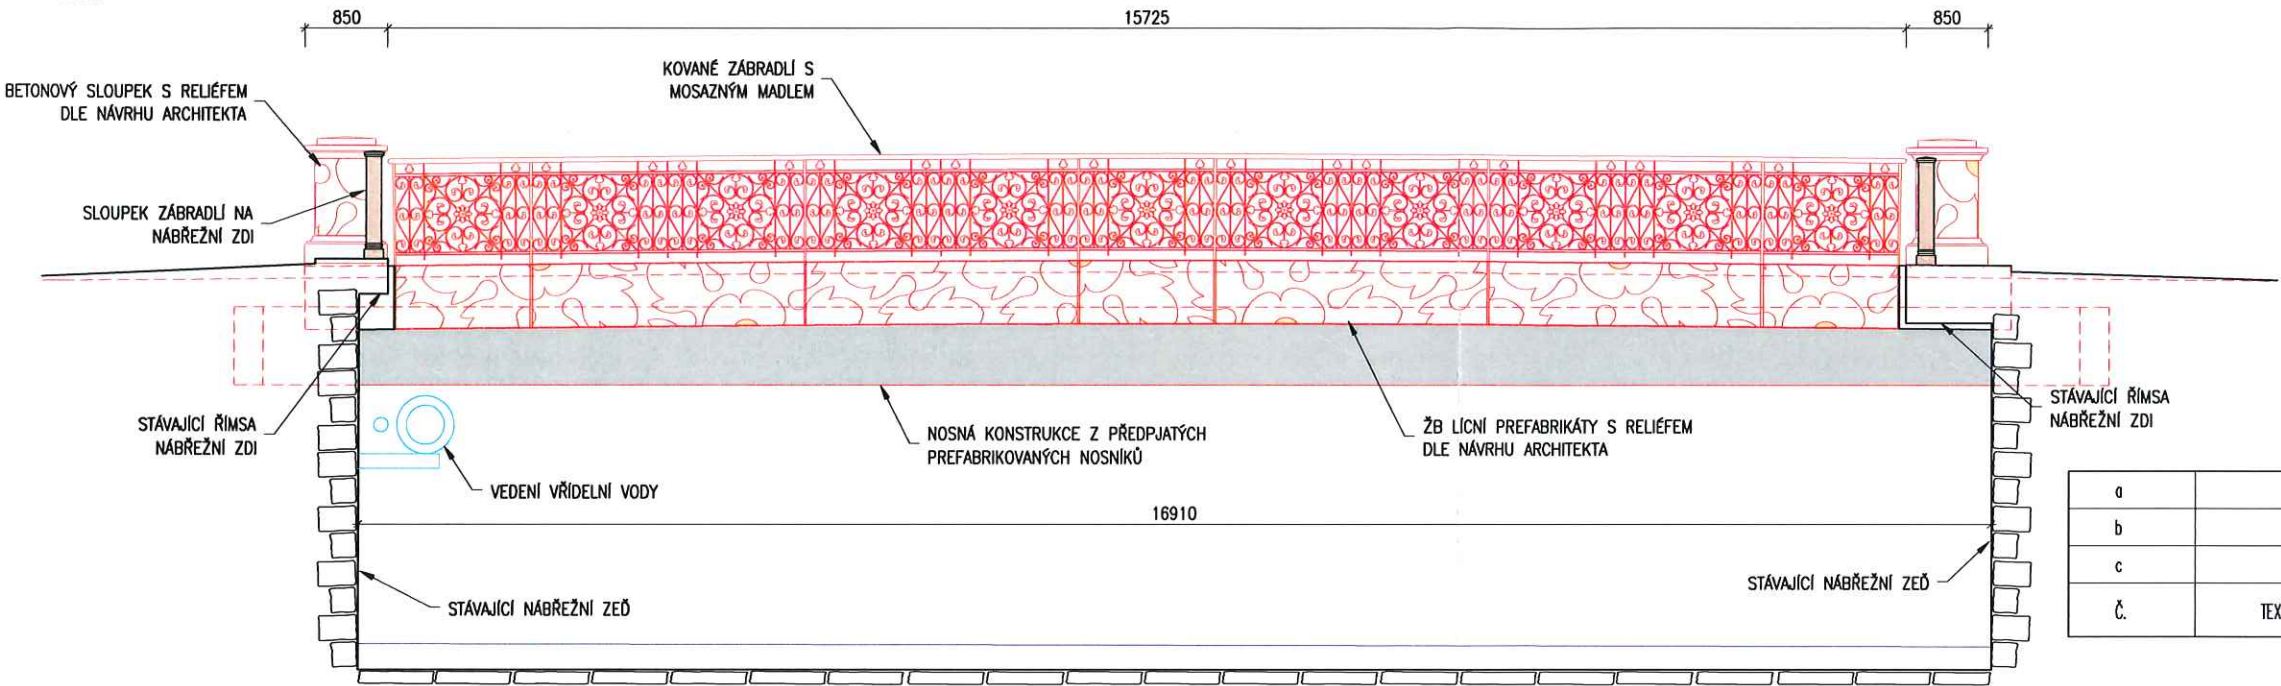 850
15725
850
KOVANÉ ZÁBRADLÍ S
MOSAZNÝM MADLEM
BETONOVÝ SLOUPEK S RELIÉFEM
DLE NÁVRHU ARCHITEKTA
SLOUPEK ZÁBRADLÍ NA
NÁBŘEŽNÍ ZDI
STÁVAJÍCÍ ŘÍMSA
NÁBŘEŽNÍ ZDI
NOSNÁ KONSTRUKCE Z PŘEDPJATÝCH
PREFABRIKOVANÝCH NOSNÍKŮ
ŽB LÍCNÍ PREFABRIKÁTY S RELIÉFEM
DLE NÁVRHU ARCHITEKTA
STÁVAJÍCÍ ŘÍMSA
NÁBŘEŽNÍ ZDI
VEDENÍ VŘÍDELNÍ VODY
16910
STÁVAJÍCÍ NÁBŘEŽNÍ ZEĎ
STÁVAJÍCÍ NÁBŘEŽNÍ ZEĎ
a
b
c
Č.
TEX